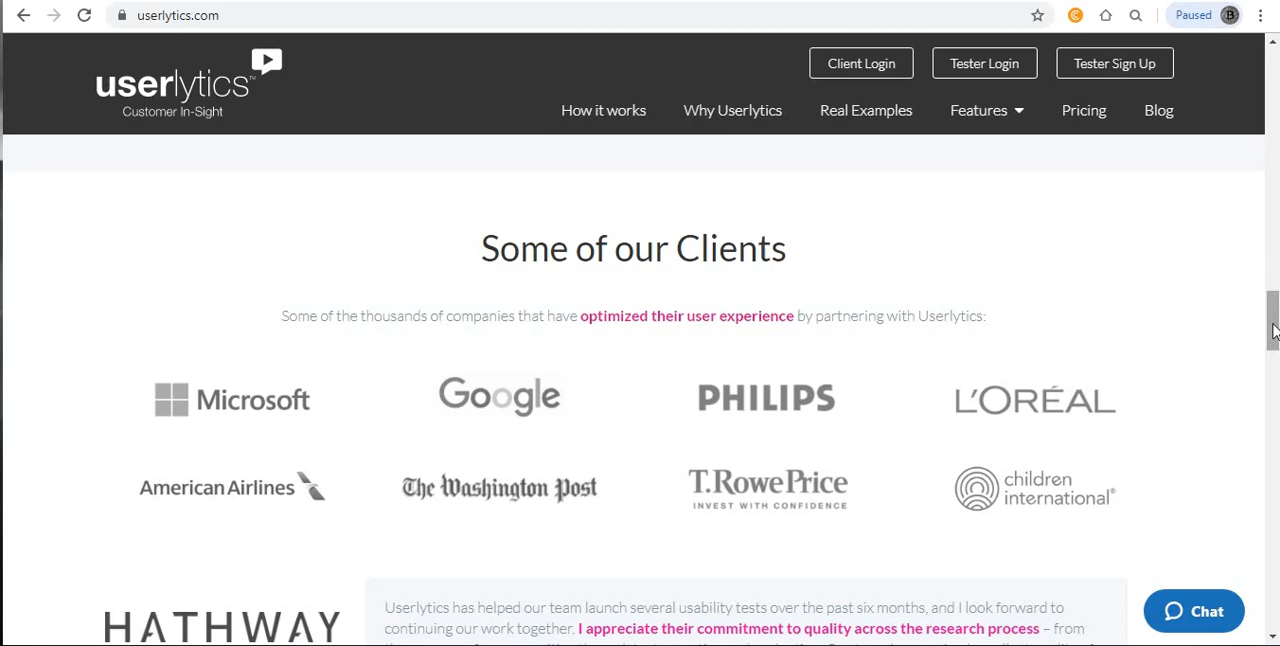 userlytics.com
Paused
B
userlytics™
Customer In-Sight
Client Login
Tester Login
Tester Sign Up
How it works
Why Userlytics
Real Examples
Features
Pricing
Blog
Some of our Clients
Some of the thousands of companies that have optimized their user experience by partnering with Userlytics:
Microsoft
Google
PHILIPS
L'ORÉAL
American Airlines
The Washington Post
T.RowePrice
INVEST WITH CONFIDENCE
children
international®
HATHWAY
Userlytics has helped our team launch several usability tests over the past six months, and I look forward to
continuing our work together. I appreciate their commitment to quality across the research process – from
Chat